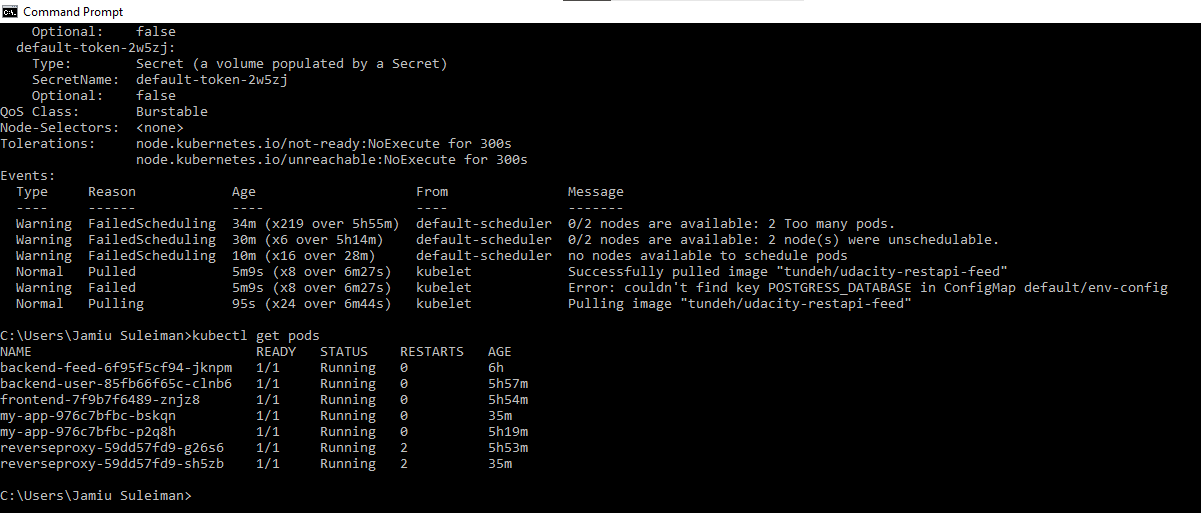 Command Prompt
Optional: false
default-token-2w5zj:
Type: Secret (a volume populated by a Secret)
SecretName: default-token-2w5zj
Optional: false
QoS Class: Burstable
Node-Selectors: <none>
Tolerations: node.kubernetes.io/not-ready:NoExecute for 300s
node.kubernetes.io/unreachable:NoExecute for 300s
Events:
Type Reason Age From Message
---- ------ ---- ---- -------
Warning FailedScheduling 34m (x219 over 5h55m) default-scheduler 0/2 nodes are available: 2 Too many pods.
Warning FailedScheduling 30m (x6 over 5h14m) default-scheduler 0/2 nodes are available: 2 node(s) were unschedulable.
Warning FailedScheduling 10m (x16 over 28m) default-scheduler no nodes available to schedule pods
Normal Pulled 5m9s (x8 over 6m27s) kubelet Successfully pulled image "tundeh/udacity-restapi-feed"
Warning Failed 5m9s (x8 over 6m27s) kubelet Error: couldn't find key POSTGRESS_DATABASE in ConfigMap default/env-config
Normal Pulling 95s (x24 over 6m44s) kubelet Pulling image "tundeh/udacity-restapi-feed"
C:\Users\Jamiu Suleiman>kubectl get pods
NAME READY STATUS RESTARTS AGE
backend-feed-6f95f5cf94-jknpm 1/1 Running 0 6h
backend-user-85fb66f65c-clnb6 1/1 Running 0 5h57m
frontend-7f9b7f6489-znjz8 1/1 Running 0 5h54m
my-app-976c7bfbc-bskqn 1/1 Running 0 35m
my-app-976c7bfbc-p2q8h 1/1 Running 0 5h19m
reverseproxy-59dd57fd9-g26s6 1/1 Running 2 5h53m
reverseproxy-59dd57fd9-sh5zb 1/1 Running 2 35m
C:\Users\Jamiu Suleiman>